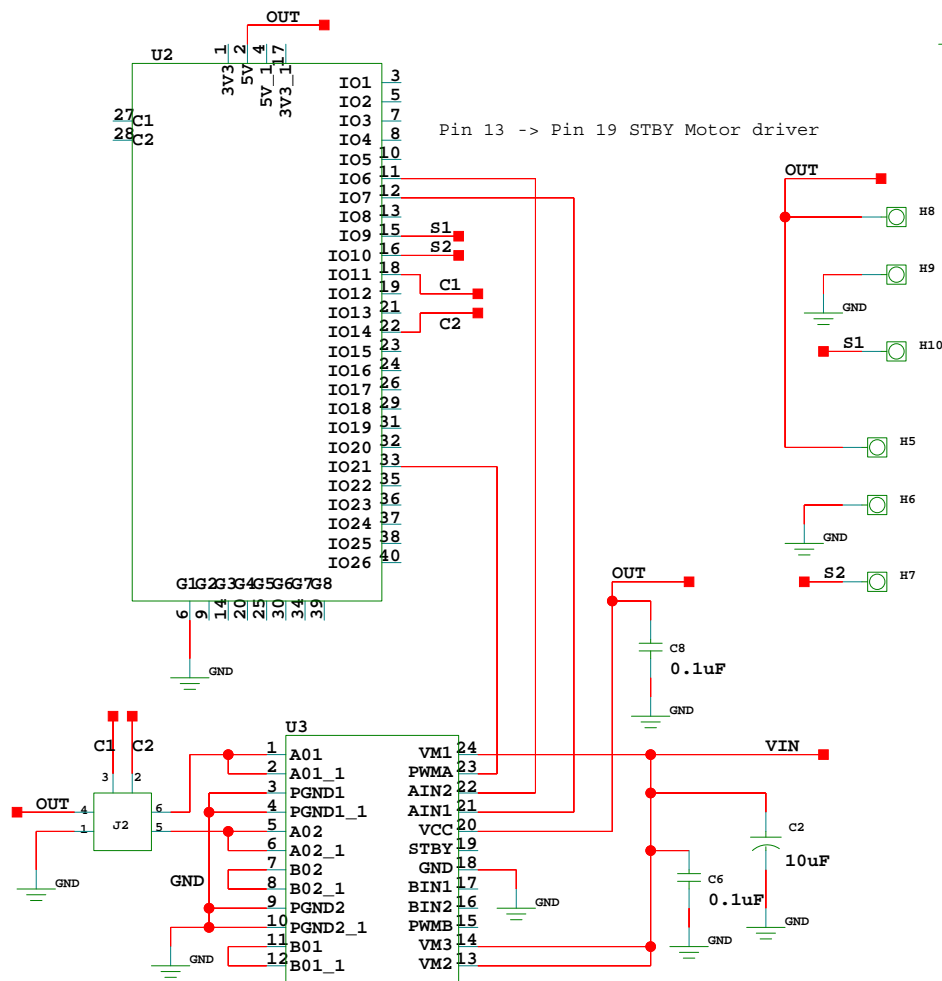 OUT
U2
1 2 4 17
3V3 5V 5V_1 3V3_1
IO1 3
IO2 5
IO3 7
27 C1
28 C2
IO4 8
Pin 13 -> Pin 19 STBY Motor driver
IO5 10
IO6 11
IO7 12
IO8 13
IO9 15 S1
IO10 16 S2
IO11 18
C1
IO12 19
IO13 21
IO14 22
C2
IO15 23
IO16 24
IO17 26
IO18 29
IO19 31
IO20 32
IO21 33
IO22 35
IO23 36
IO24 37
IO25 38
IO26 40
G1 G2 G3 G4 G5 G6 G7 G8
6 9 14 20 25 30 34 39
GND
OUT
H8
H9
GND
S1 H10
H5
H6
GND
S2 H7
OUT
C8
0.1uF
GND
C1 C2
3 2
OUT 4 6
J2
1 5
GND
U3
1 A01
2 A01_1
3 PGND1
4 PGND1_1
5 A02
6 A02_1
7 B02
8 B02_1
9 PGND2
10 PGND2_1
11 B01
12 B01_1
GND
GND
VM1 24
PWMA 23
AIN2 22
AIN1 21
VCC 20
STBY 19
GND 18
BIN1 17
BIN2 16
PWMB 15
VM3 14
VM2 13
GND
VIN
C2
10uF
GND
C6
0.1uF
GND